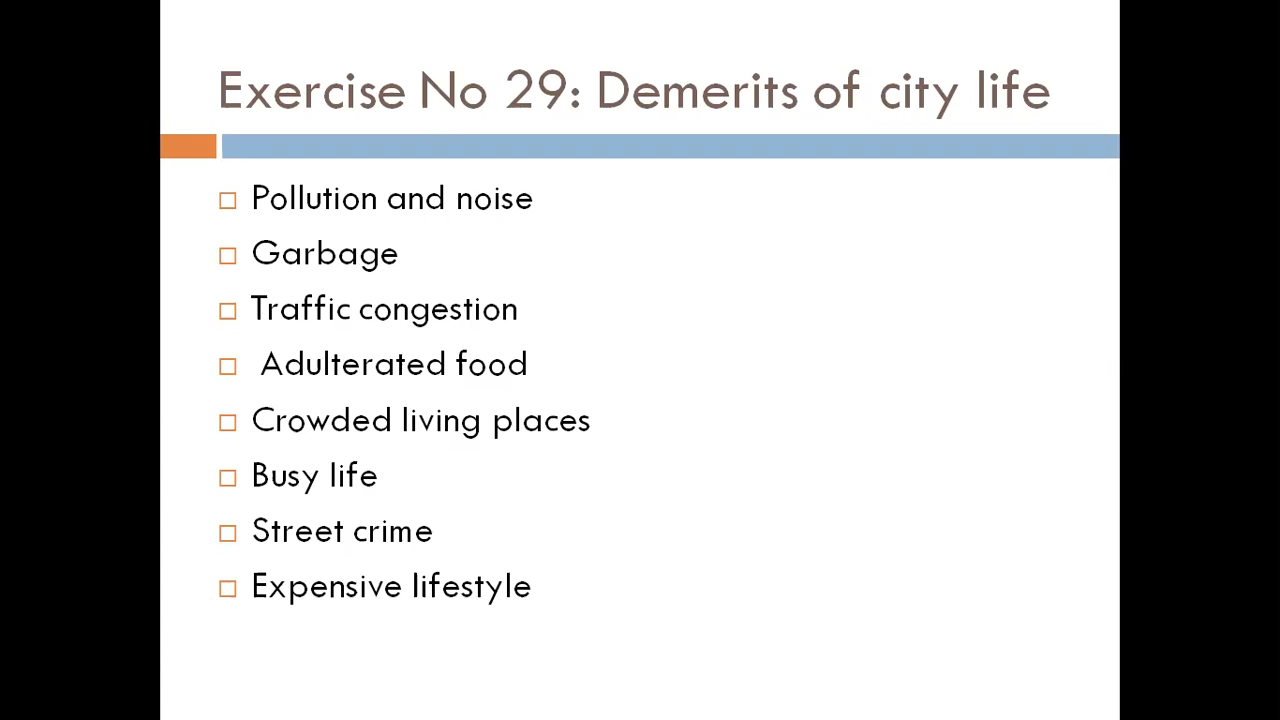 Exercise No 29: Demerits of city life
Pollution and noise
Garbage
Traffic congestion
Adulterated food
Crowded living places
Busy life
Street crime
Expensive lifestyle